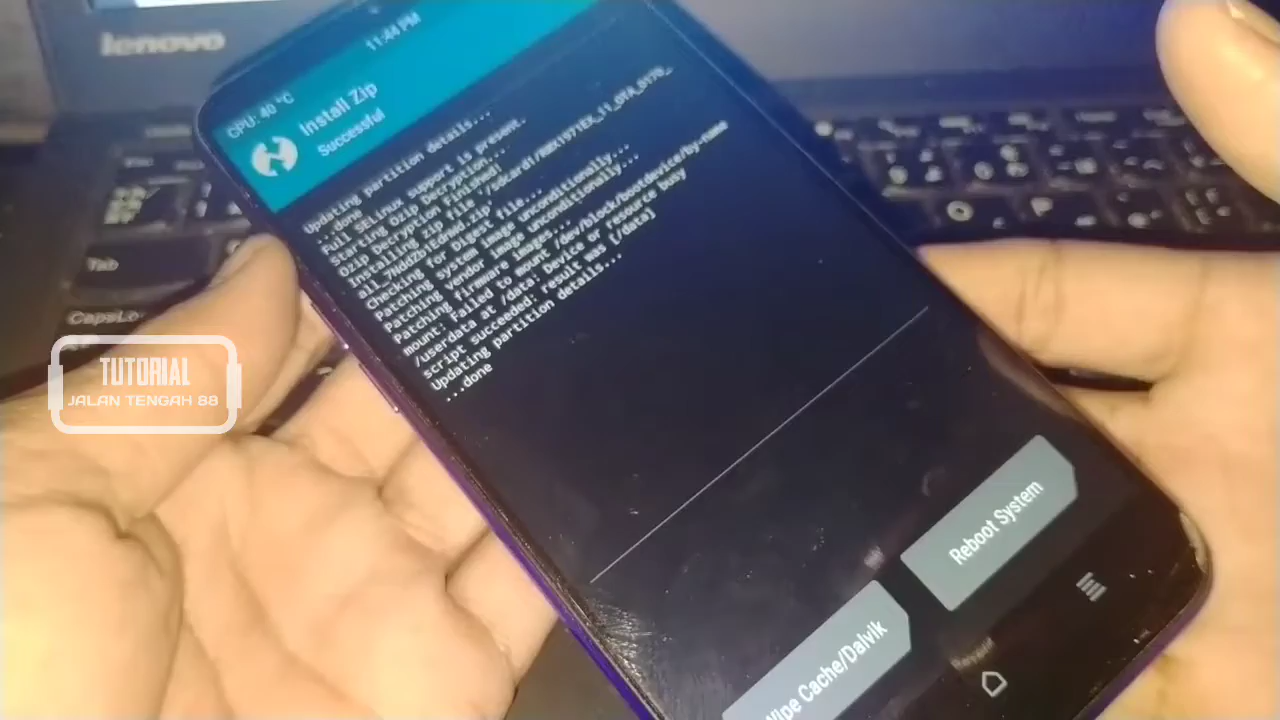 lenovo
11:44 PM
CPU: 40 °C
Install Zip
Successful
Updating partition details...
...done
Full SELinux support is present.
Starting Ozip Decryption...
Ozip Decryption Finished!
Installing zip file '/sdcard1/RMX1971EX_11_OTA_0170_
all_7NddZb1EdRwd.zip'
Checking for Digest file...
Patching system image unconditionally...
Patching vendor image unconditionally...
Patching firmware images...
mount: Failed to mount /dev/block/bootdevice/by-name
/userdata at /data: Device or resource busy
script succeeded: result was [/data]
Updating partition details...
...done
Reboot System
Wipe Cache/Dalvik
Tab
CapsLo
TUTORIAL
JALAN TENGAH 88